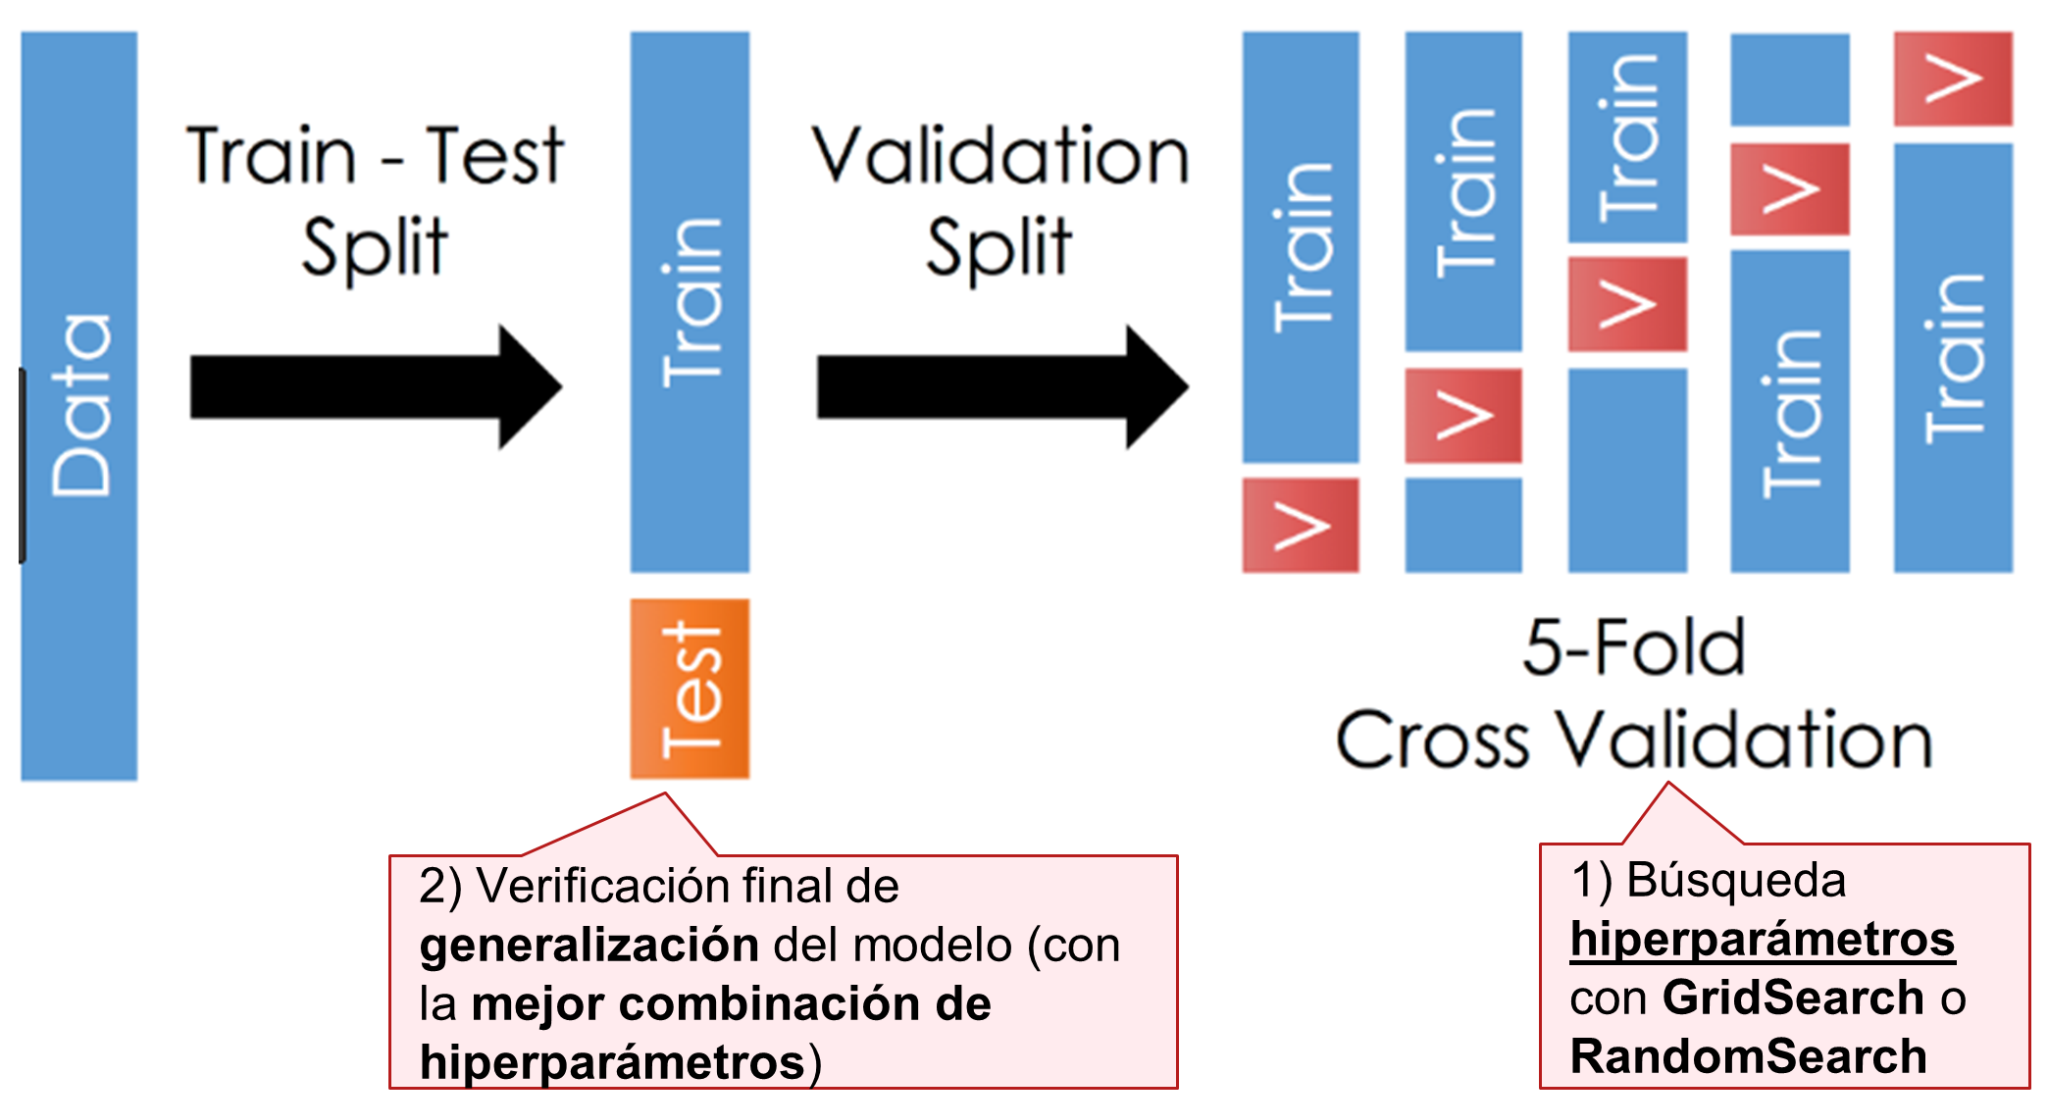 Data
Train - Test
Split
Train
Test
Validation
Split
Train
V
Train
V
Train
V
V
Train
V
Train
5-Fold
Cross Validation
2) Verificación final de
generalización del modelo (con
la mejor combinación de
hiperparámetros)
1) Búsqueda
hiperparámetros
con GridSearch o
RandomSearch